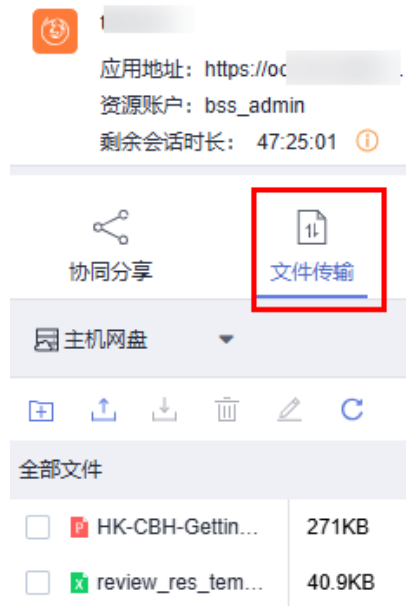 应用地址：https://oc
资源账户：bss_admin
剩余会话时长： 47:25:01
协同分享 文件传输
主机网盘
全部文件
HK-CBH-Gettin... 271KB
review_res_tem... 40.9KB